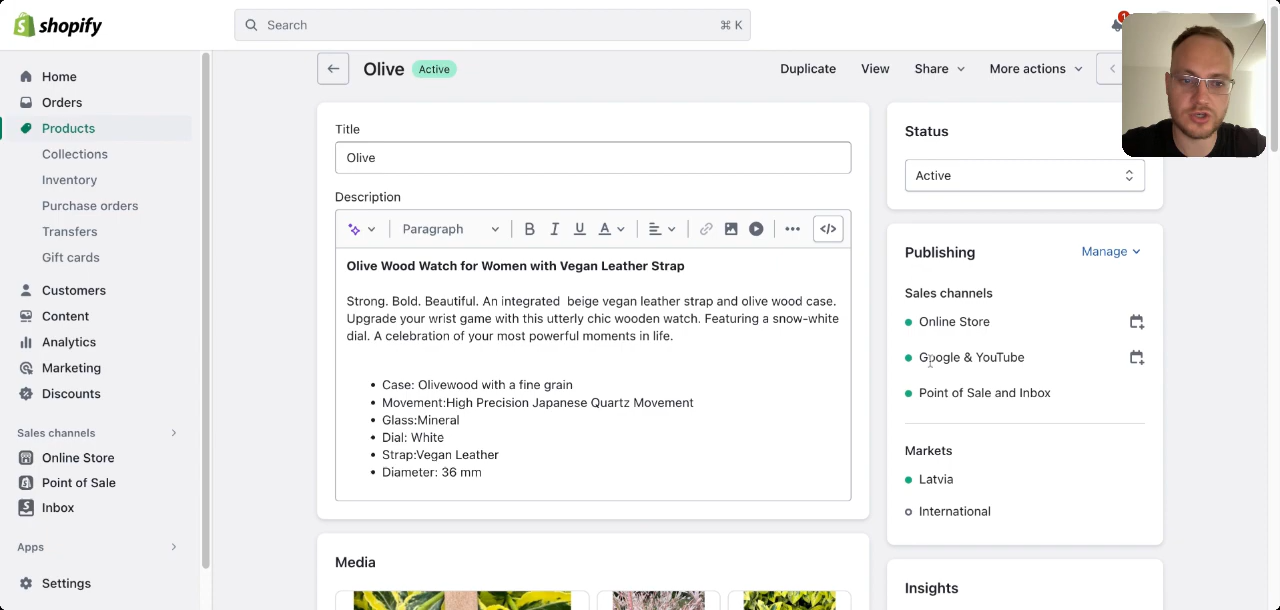 shopify
Search
⌘ K
1
Home
Orders
Products
Collections
Inventory
Purchase orders
Transfers
Gift cards
Customers
Content
Analytics
Marketing
Discounts
Sales channels
Online Store
Point of Sale
Inbox
Apps
Settings
Olive
Active
Duplicate
View
Share
More actions
Title
Olive
Description
Paragraph
B I U A
Olive Wood Watch for Women with Vegan Leather Strap
Strong. Bold. Beautiful. An integrated beige vegan leather strap and olive wood case.
Upgrade your wrist game with this utterly chic wooden watch. Featuring a snow-white
dial. A celebration of your most powerful moments in life.
• Case: Olivewood with a fine grain
• Movement:High Precision Japanese Quartz Movement
• Glass:Mineral
• Dial: White
• Strap:Vegan Leather
• Diameter: 36 mm
Media
Status
Active
Publishing
Manage
Sales channels
Online Store
Google & YouTube
Point of Sale and Inbox
Markets
Latvia
International
Insights